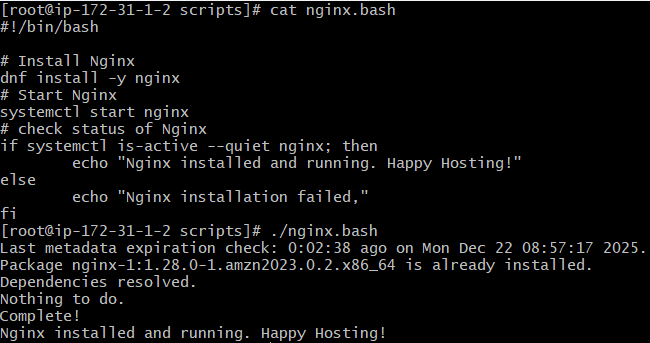 [root@ip-172-31-1-2 scripts]# cat nginx.bash
#!/bin/bash
# Install Nginx
dnf install -y nginx
# Start Nginx
systemctl start nginx
# check status of Nginx
if systemctl is-active --quiet nginx; then
        echo "Nginx installed and running. Happy Hosting!"
else
        echo "Nginx installation failed,"
fi
[root@ip-172-31-1-2 scripts]# ./nginx.bash
Last metadata expiration check: 0:02:38 ago on Mon Dec 22 08:57:17 2025.
Package nginx-1:1.28.0-1.amzn2023.0.2.x86_64 is already installed.
Dependencies resolved.
Nothing to do.
Complete!
Nginx installed and running. Happy Hosting!